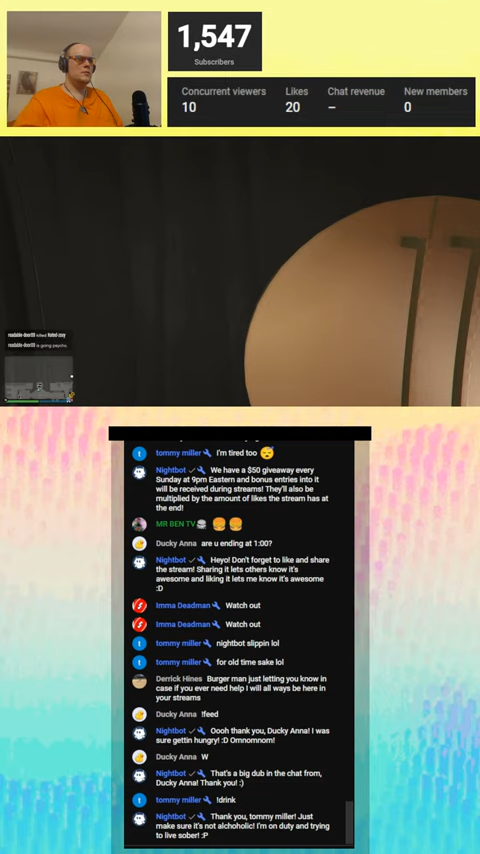 1,547
Subscribers
Concurrent viewers
10
Likes
20
Chat revenue
–
New members
0
readable-door89 killed
readable-door89 is going psycho.
tommy miller I'm tired too
Nightbot We have a $50 giveaway every
Sunday at 9pm Eastern and bonus entries into it
will be received during streams! They'll also be
multiplied by the amount of likes the stream has at
the end!
MR BEN TV
Ducky Anna are u ending at 1:00?
Nightbot Heyo! Don't forget to like and share
the stream! Sharing it lets others know it's
awesome and liking it lets me know it's awesome
:D
Imma Deadman Watch out
Imma Deadman Watch out
tommy miller nightbot slippin lol
tommy miller for old time sake lol
Derrick Hines Burger man just letting you know in
case if you ever need help I will all ways be here in
your streams
Ducky Anna !feed
Nightbot Oooh thank you, Ducky Anna! I was
sure gettin hungry! :D Omnomnom!
Ducky Anna W
Nightbot That's a big dub in the chat from,
Ducky Anna! Thank you! :)
tommy miller !drink
Nightbot Thank you, tommy miller! Just
make sure it's not alchoholic! I'm on duty and trying
to live sober! :P